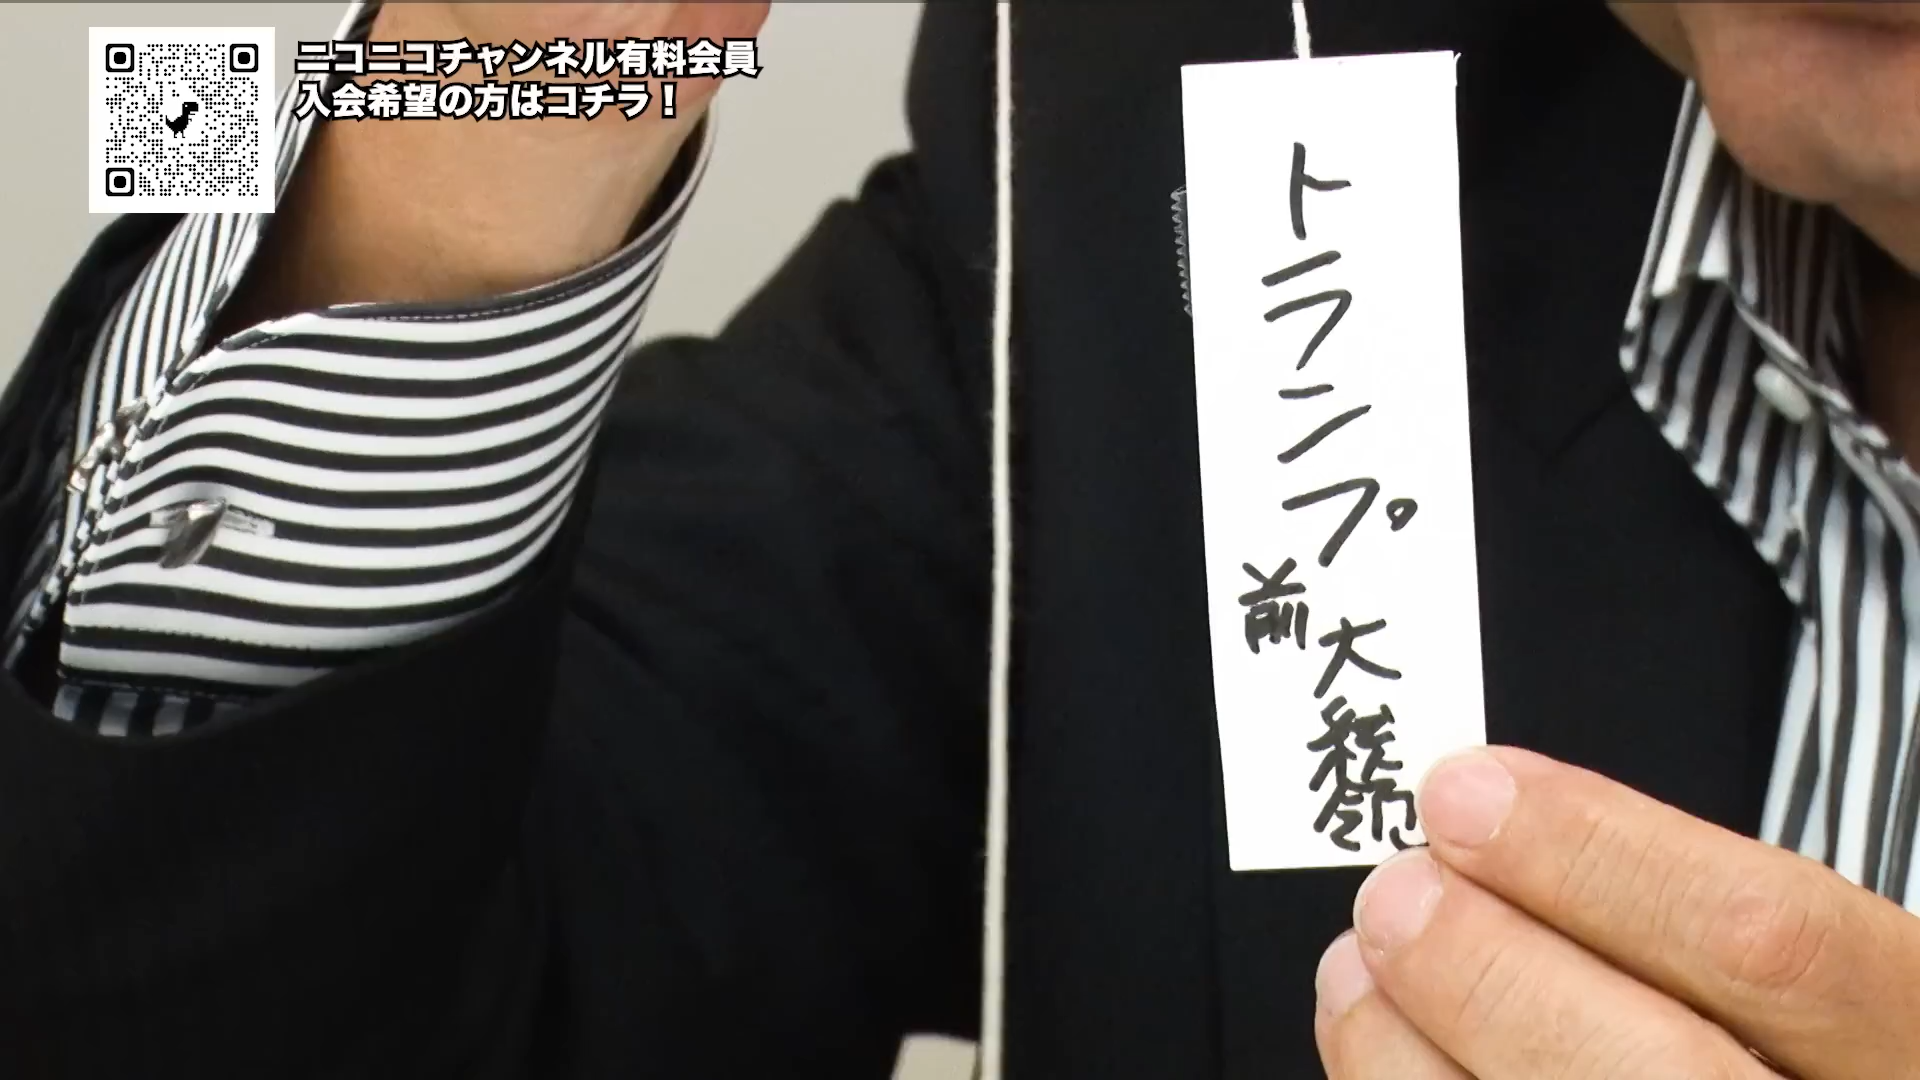 ニコニコチャンネル有料会員
入会希望の方はコチラ！
トランプ
前大統領